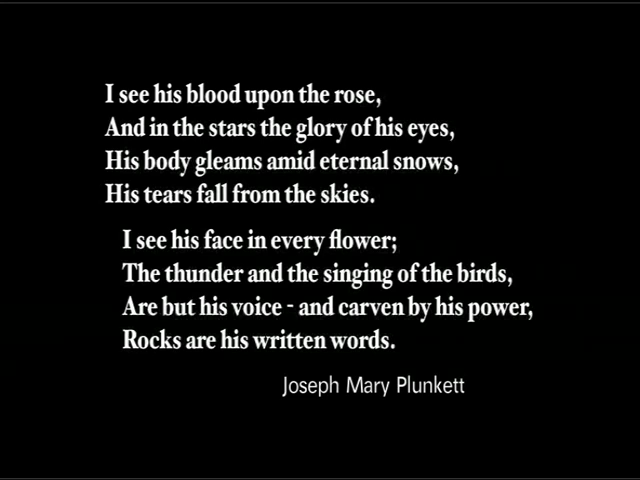 I see his blood upon the rose,
And in the stars the glory of his eyes,
His body gleams amid eternal snows,
His tears fall from the skies.
I see his face in every flower;
The thunder and the singing of the birds,
Are but his voice - and carven by his power,
Rocks are his written words.
Joseph Mary Plunkett